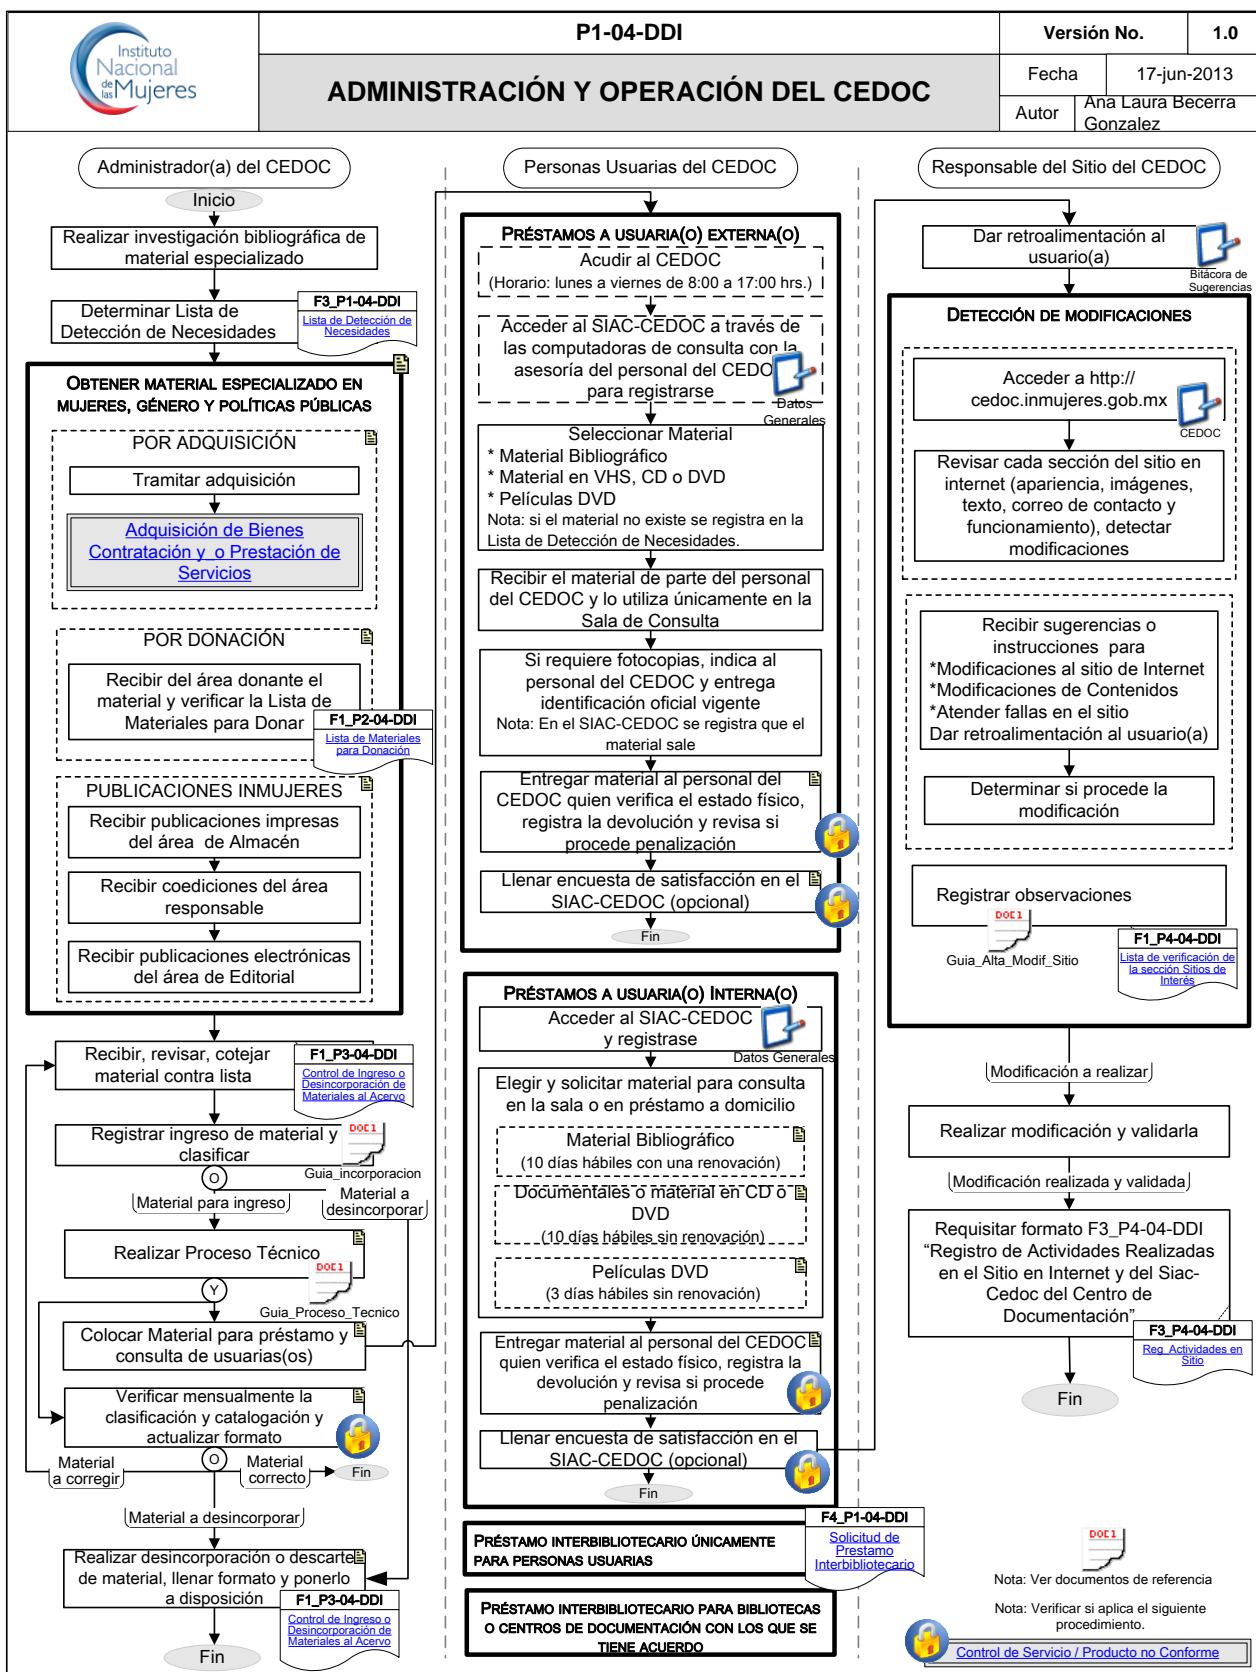 Instituto
Nacional
de las Mujeres
P1-04-DDI
ADMINISTRACIÓN Y OPERACIÓN DEL CEDOC
Versión No.
1.0
Fecha
17-jun-2013
Autor
Ana Laura Becerra
Gonzalez
Administrador(a) del CEDOC
Inicio
Realizar investigación bibliográfica de
material especializado
Determinar Lista de
Detección de Necesidades
F3_P1-04-DDI
Lista de Detección de
Necesidades
OBTENER MATERIAL ESPECIALIZADO EN
MUJERES, GÉNERO Y POLÍTICAS PÚBLICAS
POR ADQUISICIÓN
Tramitar adquisición
Adquisición de Bienes
Contratación y  o Prestación de
Servicios
POR DONACIÓN
Recibir del área donante el
material y verificar la Lista de
Materiales para Donar
F1_P2-04-DDI
Lista de Materiales
para Donación
PUBLICACIONES INMUJERES
Recibir publicaciones impresas
del área  de Almacén
Recibir coediciones del área
responsable
Recibir publicaciones electrónicas
del área de Editorial
Recibir, revisar, cotejar
material contra lista
F1_P3-04-DDI
Control de Ingreso o
Desincorporación de
Materiales al Acervo
Registrar ingreso de material y
clasificar
DOC1
Guia_incorporacion
O
Material para ingreso
Material a
desincorporar
Realizar Proceso Técnico
DOC1
Guia_Proceso_Tecnico
Y
Colocar Material para préstamo y
consulta de usuarias(os)
Verificar mensualmente la
clasificación y catalogación y
actualizar formato
O
Material
a corregir
Material
correcto
Fin
Material a desincorporar
Realizar desincorporación o descarte
de material, llenar formato y ponerlo
a disposición
F1_P3-04-DDI
Control de Ingreso o
Desincorporación de
Materiales al Acervo
Fin
Personas Usuarias del CEDOC
PRÉSTAMOS A USUARIA(O) EXTERNA(O)
Acudir al CEDOC
(Horario: lunes a viernes de 8:00 a 17:00 hrs.)
Acceder al SIAC-CEDOC a través de
las computadoras de consulta con la
asesoría del personal del CEDOC
para registrarse
Datos
Generales
Seleccionar Material
* Material Bibliográfico
* Material en VHS, CD o DVD
* Películas DVD
Nota: si el material no existe se registra en la
Lista de Detección de Necesidades.
Recibir el material de parte del personal
del CEDOC y lo utiliza únicamente en la
Sala de Consulta
Si requiere fotocopias, indica al
personal del CEDOC y entrega
identificación oficial vigente
Nota: En el SIAC-CEDOC se registra que el
material sale
Entregar material al personal del
CEDOC quien verifica el estado físico,
registra la devolución y revisa si
procede penalización
Llenar encuesta de satisfacción en el
SIAC-CEDOC (opcional)
Fin
PRÉSTAMOS A USUARIA(O) INTERNA(O)
Acceder al SIAC-CEDOC
y registrase
Datos Generales
Elegir y solicitar material para consulta
en la sala o en préstamo a domicilio
Material Bibliográfico
(10 días hábiles con una renovación)
Documentales o material en CD o
DVD
(10 días hábiles sin renovación)
Películas DVD
(3 días hábiles sin renovación)
Entregar material al personal del CEDOC
quien verifica el estado físico, registra la
devolución y revisa si procede
penalización
Llenar encuesta de satisfacción en el
SIAC-CEDOC (opcional)
Fin
PRÉSTAMO INTERBIBLIOTECARIO ÚNICAMENTE
PARA PERSONAS USUARIAS
F4_P1-04-DDI
Solicitud de
Prestamo
Interbibliotecario
PRÉSTAMO INTERBIBLIOTECARIO PARA BIBLIOTECAS
O CENTROS DE DOCUMENTACIÓN CON LOS QUE SE
TIENE ACUERDO
Responsable del Sitio del CEDOC
Dar retroalimentación al
usuario(a)
Bitácora de
Sugerencias
DETECCIÓN DE MODIFICACIONES
Acceder a http://
cedoc.inmujeres.gob.mx
CEDOC
Revisar cada sección del sitio en
internet (apariencia, imágenes,
texto, correo de contacto y
funcionamiento), detectar
modificaciones
Recibir sugerencias o
instrucciones  para
*Modificaciones al sitio de Internet
*Modificaciones de Contenidos
*Atender fallas en el sitio
Dar retroalimentación al usuario(a)
Determinar si procede la
modificación
Registrar observaciones
DOC1
Guia_Alta_Modif_Sitio
F1_P4-04-DDI
Lista de verificación de
la sección Sitios de
Interés
Modificación a realizar
Realizar modificación y validarla
Modificación realizada y validada
Requisitar formato F3_P4-04-DDI
“Registro de Actividades Realizadas
en el Sitio en Internet y del Siac-
Cedoc del Centro de
Documentación”
F3_P4-04-DDI
Reg_Actividades en
Sitio
Fin
DOC1
Nota: Ver documentos de referencia
Nota: Verificar si aplica el siguiente
procedimiento.
Control de Servicio / Producto no Conforme